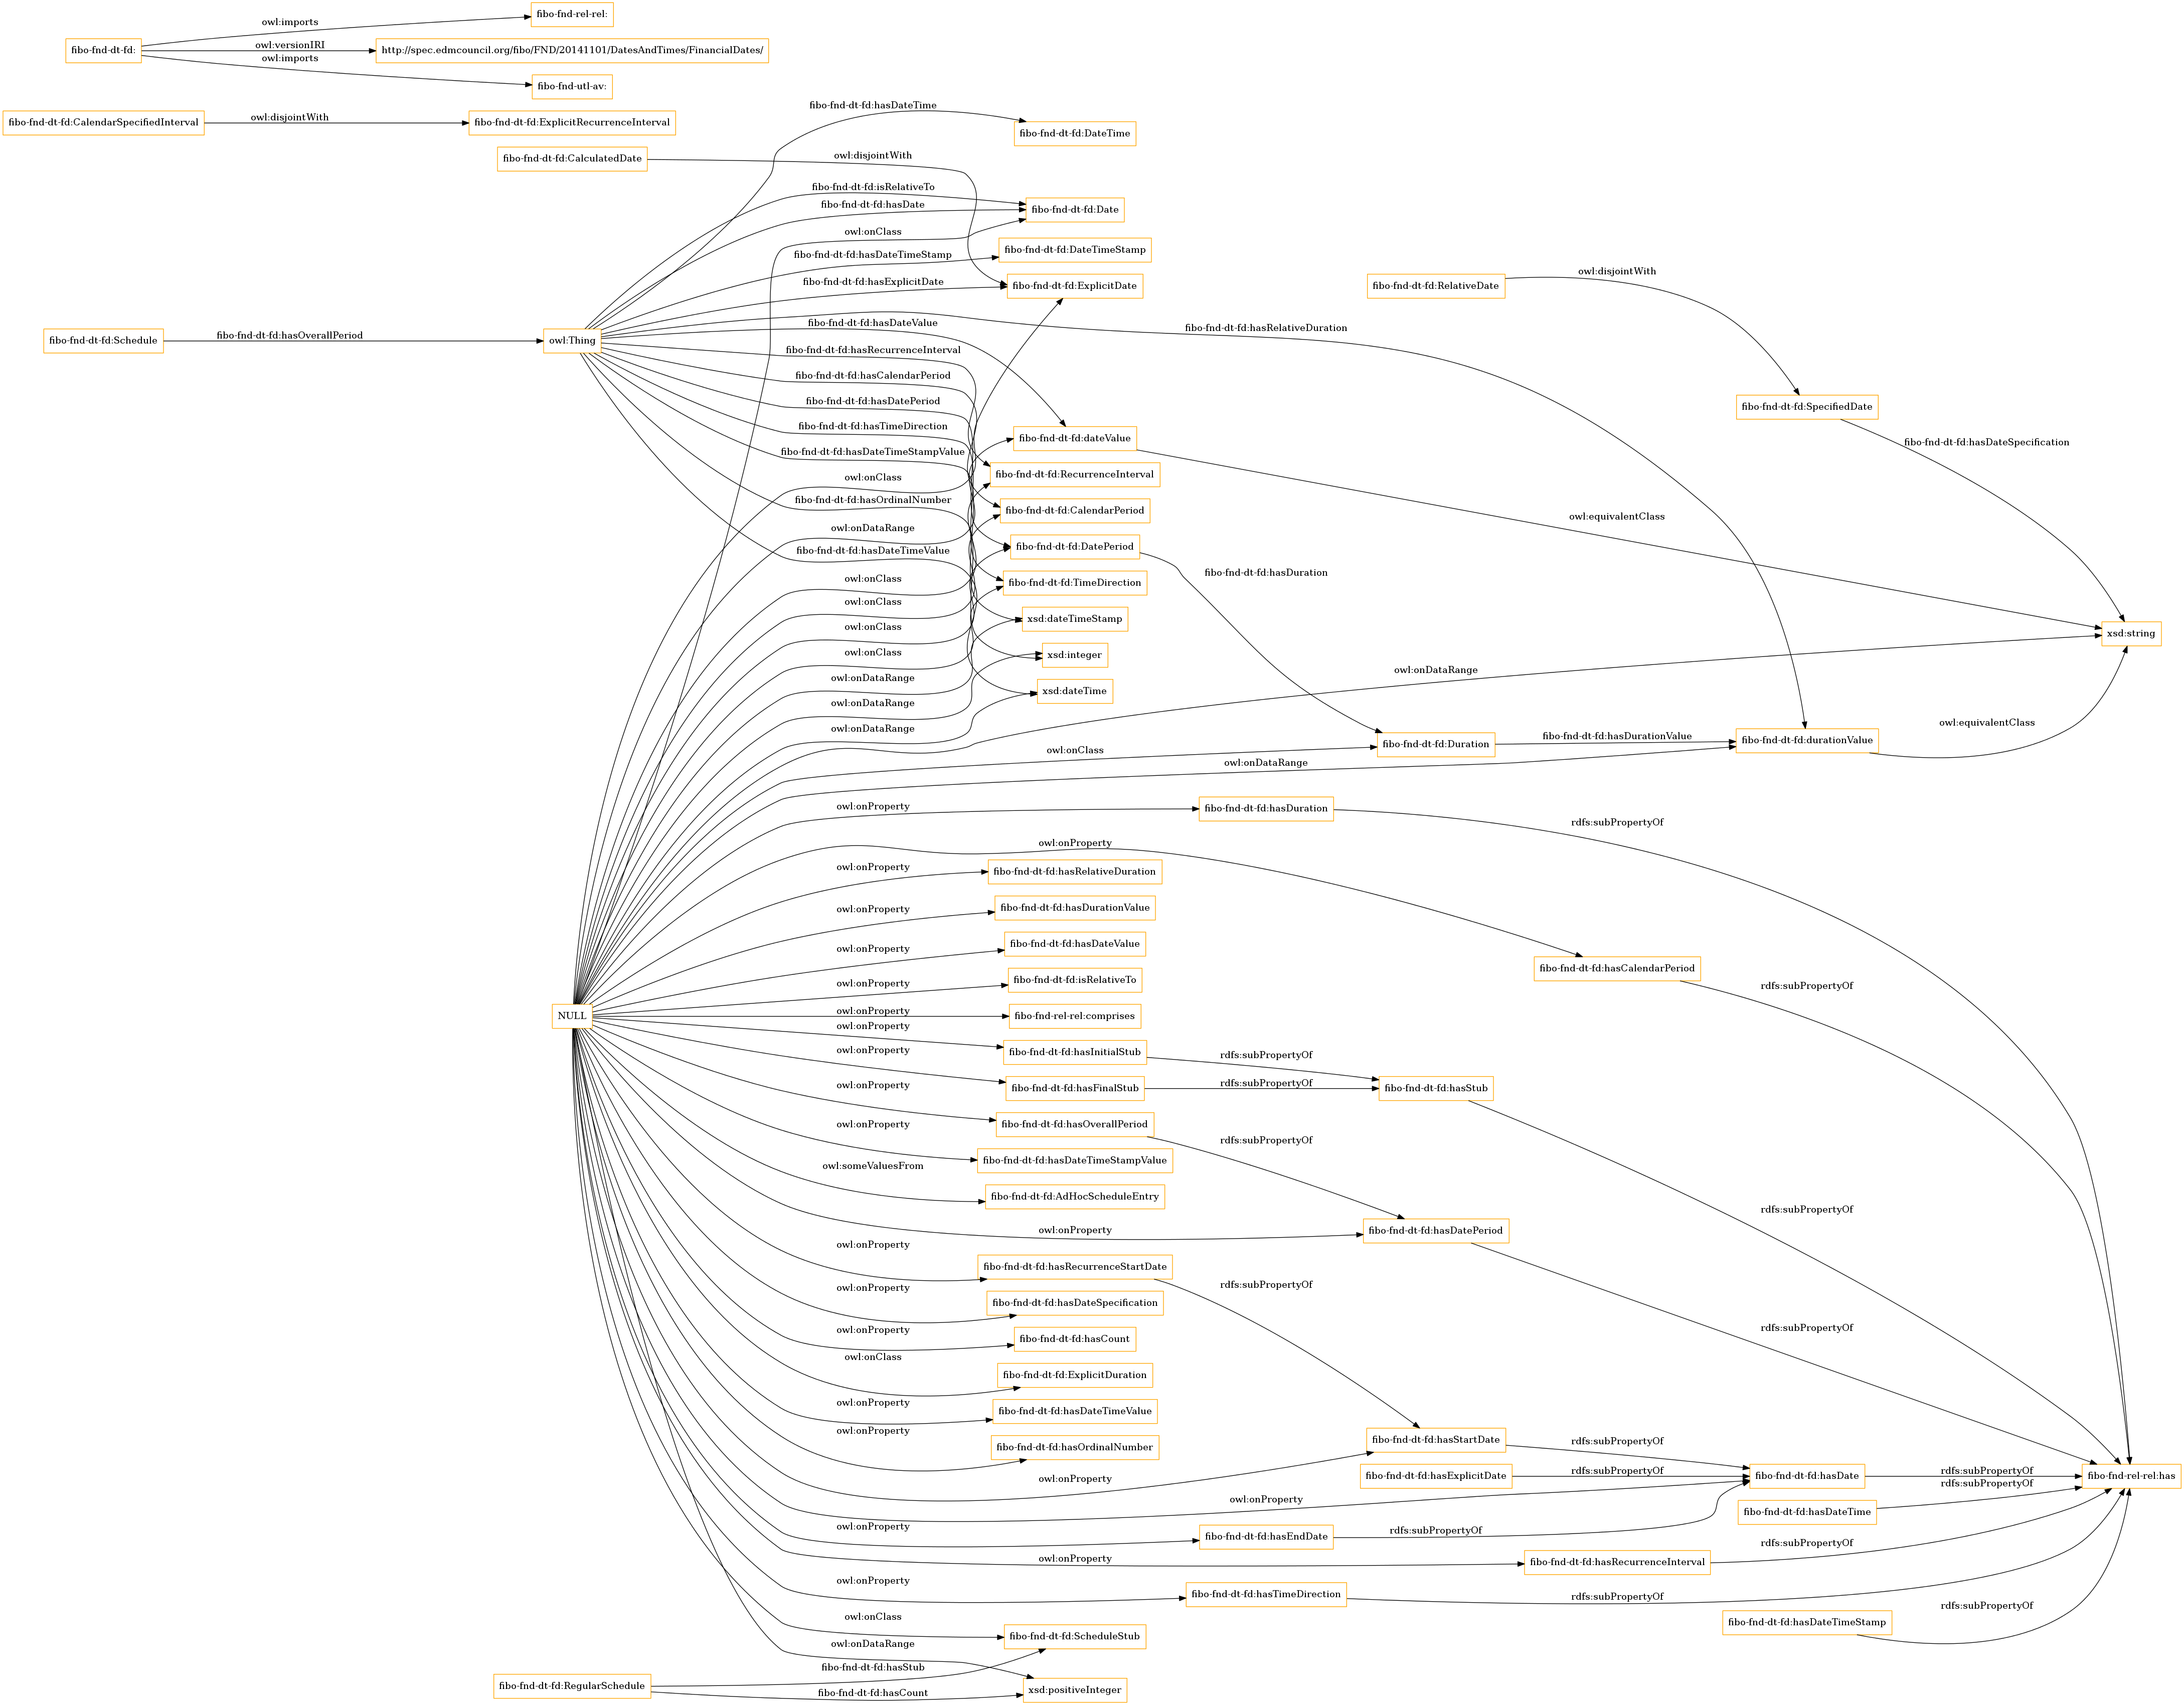 fibo-fnd-rel-rel:
owl:imports
fibo-fnd-dt-fd:
owl:versionIRI
http://spec.edmcouncil.org/fibo/FND/20141101/DatesAndTimes/FinancialDates/
owl:imports
fibo-fnd-utl-av:
fibo-fnd-dt-fd:hasDateTime
fibo-fnd-dt-fd:CalendarSpecifiedInterval
owl:disjointWith
fibo-fnd-dt-fd:ExplicitRecurrenceInterval
fibo-fnd-dt-fd:DateTime
fibo-fnd-dt-fd:CalculatedDate
owl:disjointWith
fibo-fnd-dt-fd:isRelativeTo
fibo-fnd-dt-fd:hasDate
fibo-fnd-dt-fd:Date
owl:onClass
fibo-fnd-dt-fd:DateTimeStamp
fibo-fnd-dt-fd:hasDateTimeStamp
fibo-fnd-dt-fd:hasExplicitDate
fibo-fnd-dt-fd:ExplicitDate
fibo-fnd-dt-fd:RelativeDate
owl:disjointWith
fibo-fnd-dt-fd:hasDateValue
fibo-fnd-dt-fd:hasRelativeDuration
fibo-fnd-dt-fd:Schedule
fibo-fnd-dt-fd:hasOverallPeriod
owl:Thing
fibo-fnd-dt-fd:hasRecurrenceInterval
fibo-fnd-dt-fd:hasCalendarPeriod
fibo-fnd-dt-fd:hasDatePeriod
fibo-fnd-dt-fd:SpecifiedDate
fibo-fnd-dt-fd:hasTimeDirection
fibo-fnd-dt-fd:dateValue
fibo-fnd-dt-fd:hasDateSpecification
fibo-fnd-dt-fd:hasDateTimeStampValue
owl:onClass
fibo-fnd-dt-fd:RecurrenceInterval
fibo-fnd-dt-fd:hasOrdinalNumber
fibo-fnd-dt-fd:CalendarPeriod
owl:equivalentClass
owl:onDataRange
fibo-fnd-dt-fd:hasDateTimeValue
fibo-fnd-dt-fd:DatePeriod
fibo-fnd-dt-fd:hasDuration
owl:onClass
fibo-fnd-dt-fd:TimeDirection
owl:onClass
xsd:dateTimeStamp
owl:onClass
xsd:string
owl:onClass
xsd:integer
owl:onDataRange
owl:onDataRange
xsd:dateTime
owl:onDataRange
owl:onDataRange
owl:equivalentClass
fibo-fnd-dt-fd:Duration
fibo-fnd-dt-fd:hasDurationValue
fibo-fnd-dt-fd:durationValue
owl:onClass
owl:onDataRange
owl:onProperty
fibo-fnd-dt-fd:hasDuration
rdfs:subPropertyOf
owl:onProperty
owl:onProperty
fibo-fnd-dt-fd:hasRelativeDuration
owl:onProperty
fibo-fnd-dt-fd:hasDurationValue
owl:onProperty
fibo-fnd-dt-fd:hasDateValue
fibo-fnd-dt-fd:hasCalendarPeriod
owl:onProperty
fibo-fnd-dt-fd:isRelativeTo
rdfs:subPropertyOf
NULL
owl:onProperty
fibo-fnd-rel-rel:comprises
owl:onProperty
fibo-fnd-dt-fd:hasInitialStub
rdfs:subPropertyOf
owl:onProperty
fibo-fnd-dt-fd:hasFinalStub
rdfs:subPropertyOf
fibo-fnd-dt-fd:hasStub
owl:onProperty
fibo-fnd-dt-fd:hasOverallPeriod
rdfs:subPropertyOf
owl:onProperty
fibo-fnd-dt-fd:hasDateTimeStampValue
owl:someValuesFrom
fibo-fnd-dt-fd:AdHocScheduleEntry
rdfs:subPropertyOf
owl:onProperty
fibo-fnd-dt-fd:hasDatePeriod
owl:onProperty
fibo-fnd-dt-fd:hasRecurrenceStartDate
rdfs:subPropertyOf
owl:onProperty
fibo-fnd-dt-fd:hasDateSpecification
rdfs:subPropertyOf
owl:onProperty
fibo-fnd-dt-fd:hasCount
owl:onClass
fibo-fnd-dt-fd:ExplicitDuration
owl:onProperty
fibo-fnd-dt-fd:hasDateTimeValue
owl:onProperty
fibo-fnd-dt-fd:hasOrdinalNumber
fibo-fnd-dt-fd:hasStartDate
rdfs:subPropertyOf
owl:onProperty
fibo-fnd-dt-fd:hasExplicitDate
rdfs:subPropertyOf
fibo-fnd-dt-fd:hasDate
rdfs:subPropertyOf
fibo-fnd-rel-rel:has
owl:onProperty
rdfs:subPropertyOf
fibo-fnd-dt-fd:hasDateTime
owl:onProperty
fibo-fnd-dt-fd:hasEndDate
rdfs:subPropertyOf
owl:onProperty
fibo-fnd-dt-fd:hasRecurrenceInterval
rdfs:subPropertyOf
owl:onProperty
fibo-fnd-dt-fd:hasTimeDirection
rdfs:subPropertyOf
owl:onClass
fibo-fnd-dt-fd:ScheduleStub
fibo-fnd-dt-fd:hasDateTimeStamp
rdfs:subPropertyOf
owl:onDataRange
fibo-fnd-dt-fd:RegularSchedule
fibo-fnd-dt-fd:hasStub
fibo-fnd-dt-fd:hasCount
xsd:positiveInteger